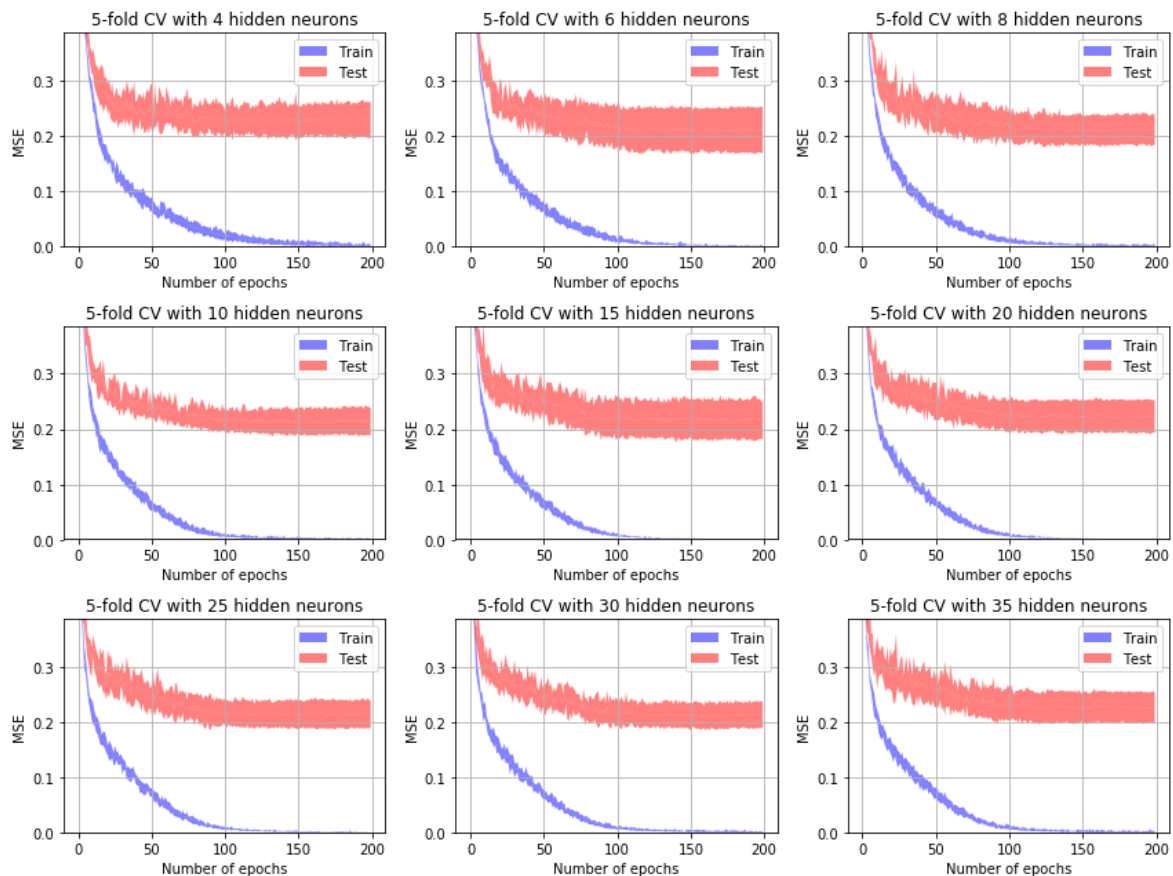 5-fold CV with 4 hidden neurons
Train
Test
0.3
0.2
0.1
0.0
MSE
0 50 100 150 200
Number of epochs
5-fold CV with 6 hidden neurons
Train
Test
0.3
0.2
0.1
0.0
MSE
0 50 100 150 200
Number of epochs
5-fold CV with 8 hidden neurons
Train
Test
0.3
0.2
0.1
0.0
MSE
0 50 100 150 200
Number of epochs
5-fold CV with 10 hidden neurons
Train
Test
0.3
0.2
0.1
0.0
MSE
0 50 100 150 200
Number of epochs
5-fold CV with 15 hidden neurons
Train
Test
0.3
0.2
0.1
0.0
MSE
0 50 100 150 200
Number of epochs
5-fold CV with 20 hidden neurons
Train
Test
0.3
0.2
0.1
0.0
MSE
0 50 100 150 200
Number of epochs
5-fold CV with 25 hidden neurons
Train
Test
0.3
0.2
0.1
0.0
MSE
0 50 100 150 200
Number of epochs
5-fold CV with 30 hidden neurons
Train
Test
0.3
0.2
0.1
0.0
MSE
0 50 100 150 200
Number of epochs
5-fold CV with 35 hidden neurons
Train
Test
0.3
0.2
0.1
0.0
MSE
0 50 100 150 200
Number of epochs